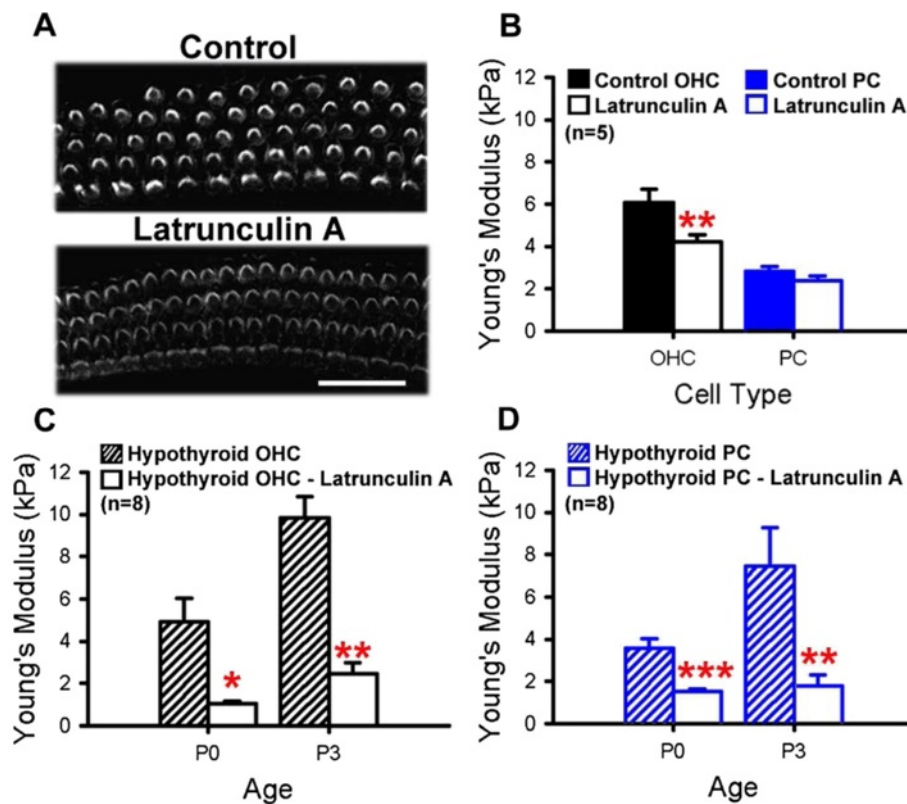 A
Control
Latrunculin A
B
Control OHC
Control PC
Latrunculin A
Latrunculin A
(n=5)
Young's Modulus (kPa)
12
10
8
6
4
2
0
**
OHC
PC
Cell Type
C
Hypothyroid OHC
Hypothyroid OHC - Latrunculin A
(n=8)
Young's Modulus (kPa)
12
10
8
6
4
2
0
*
**
P0
P3
Age
D
Hypothyroid PC
Hypothyroid PC - Latrunculin A
(n=8)
Young's Modulus (kPa)
12
10
8
6
4
2
0
***
**
P0
P3
Age